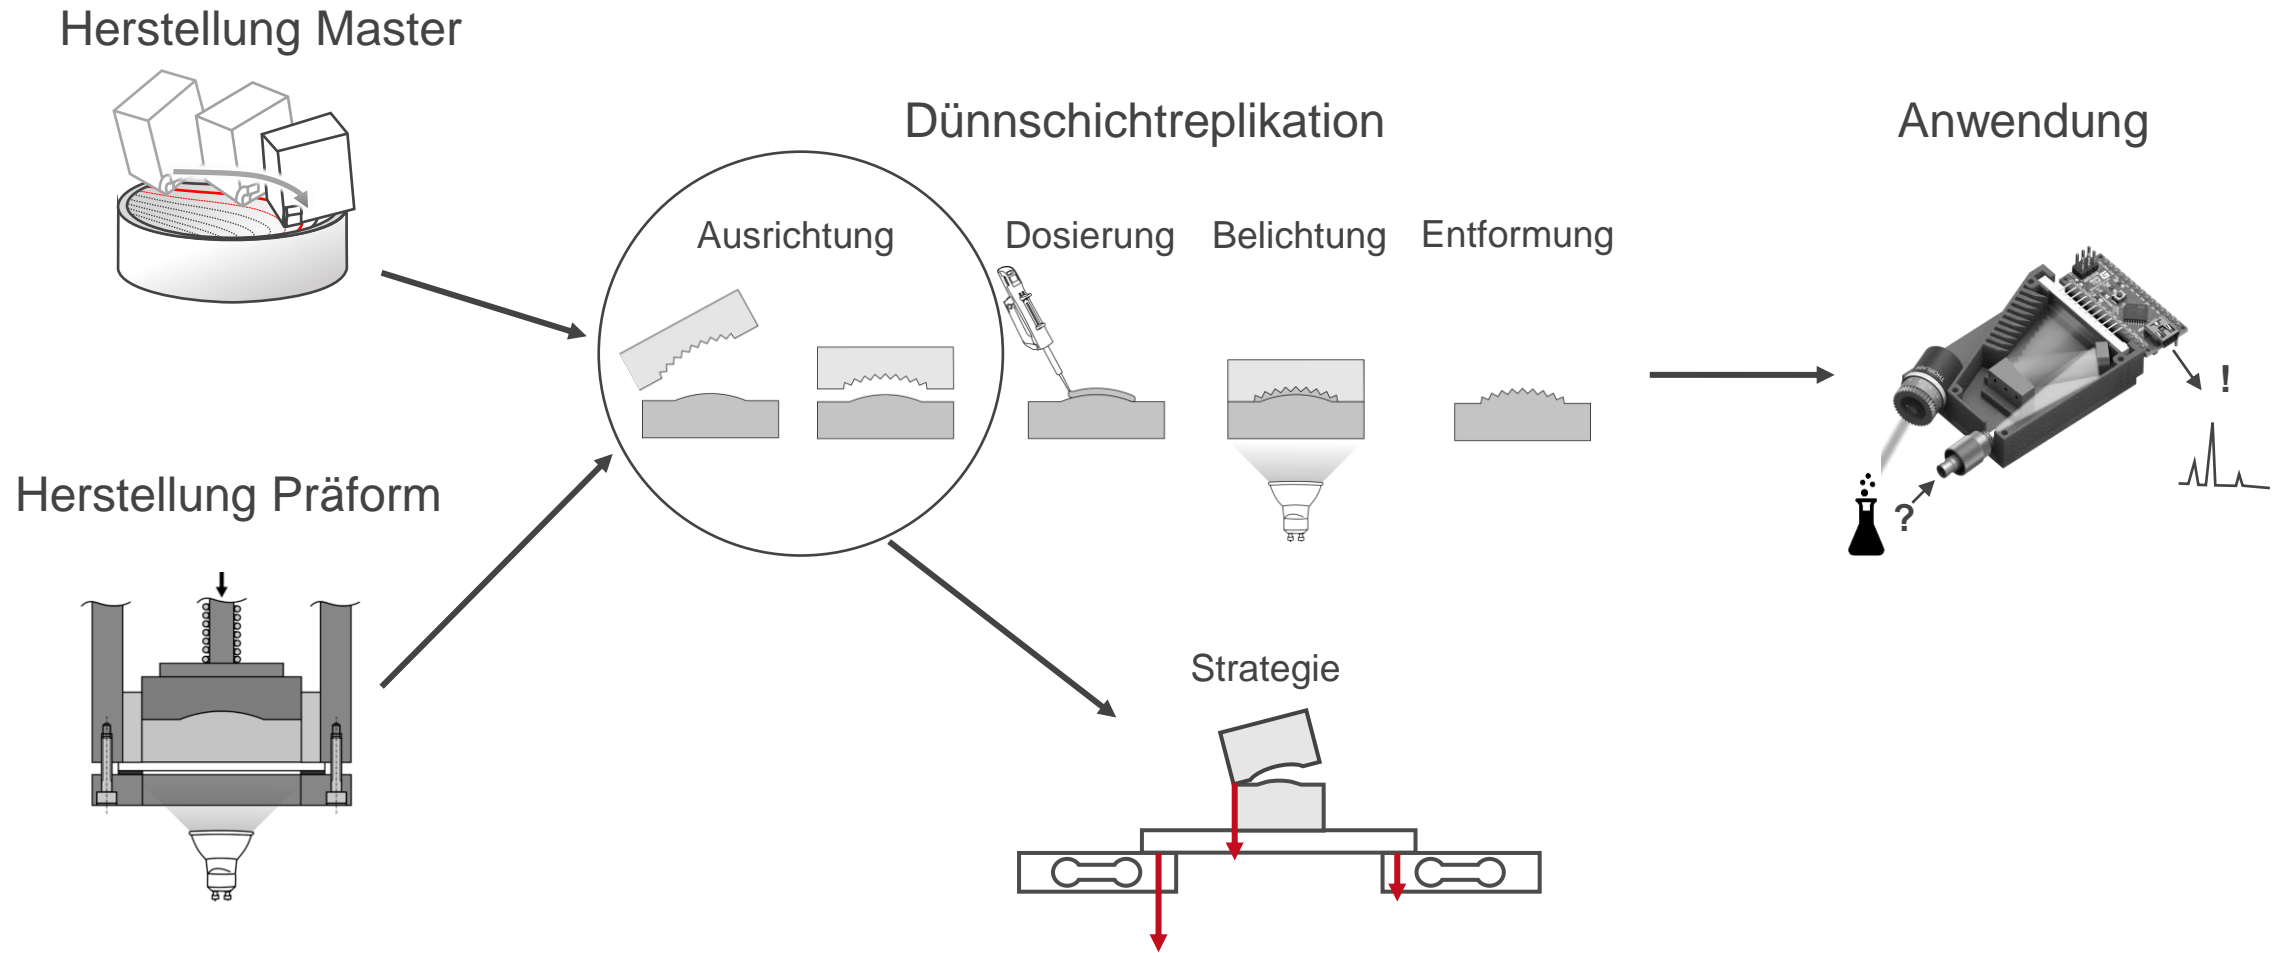 Herstellung Master
Dünnschichtreplikation
Anwendung
Ausrichtung
Dosierung
Belichtung
Entformung
!
Herstellung Präform
?
Strategie